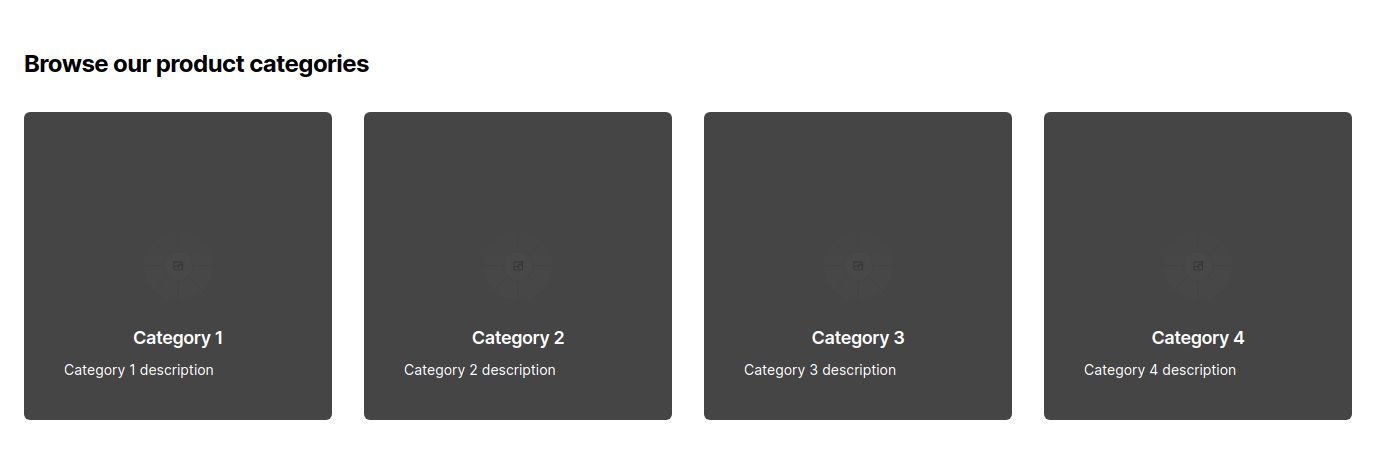 Browse our product categories
Category 1
Category 1 description
Category 2
Category 2 description
Category 3
Category 3 description
Category 4
Category 4 description